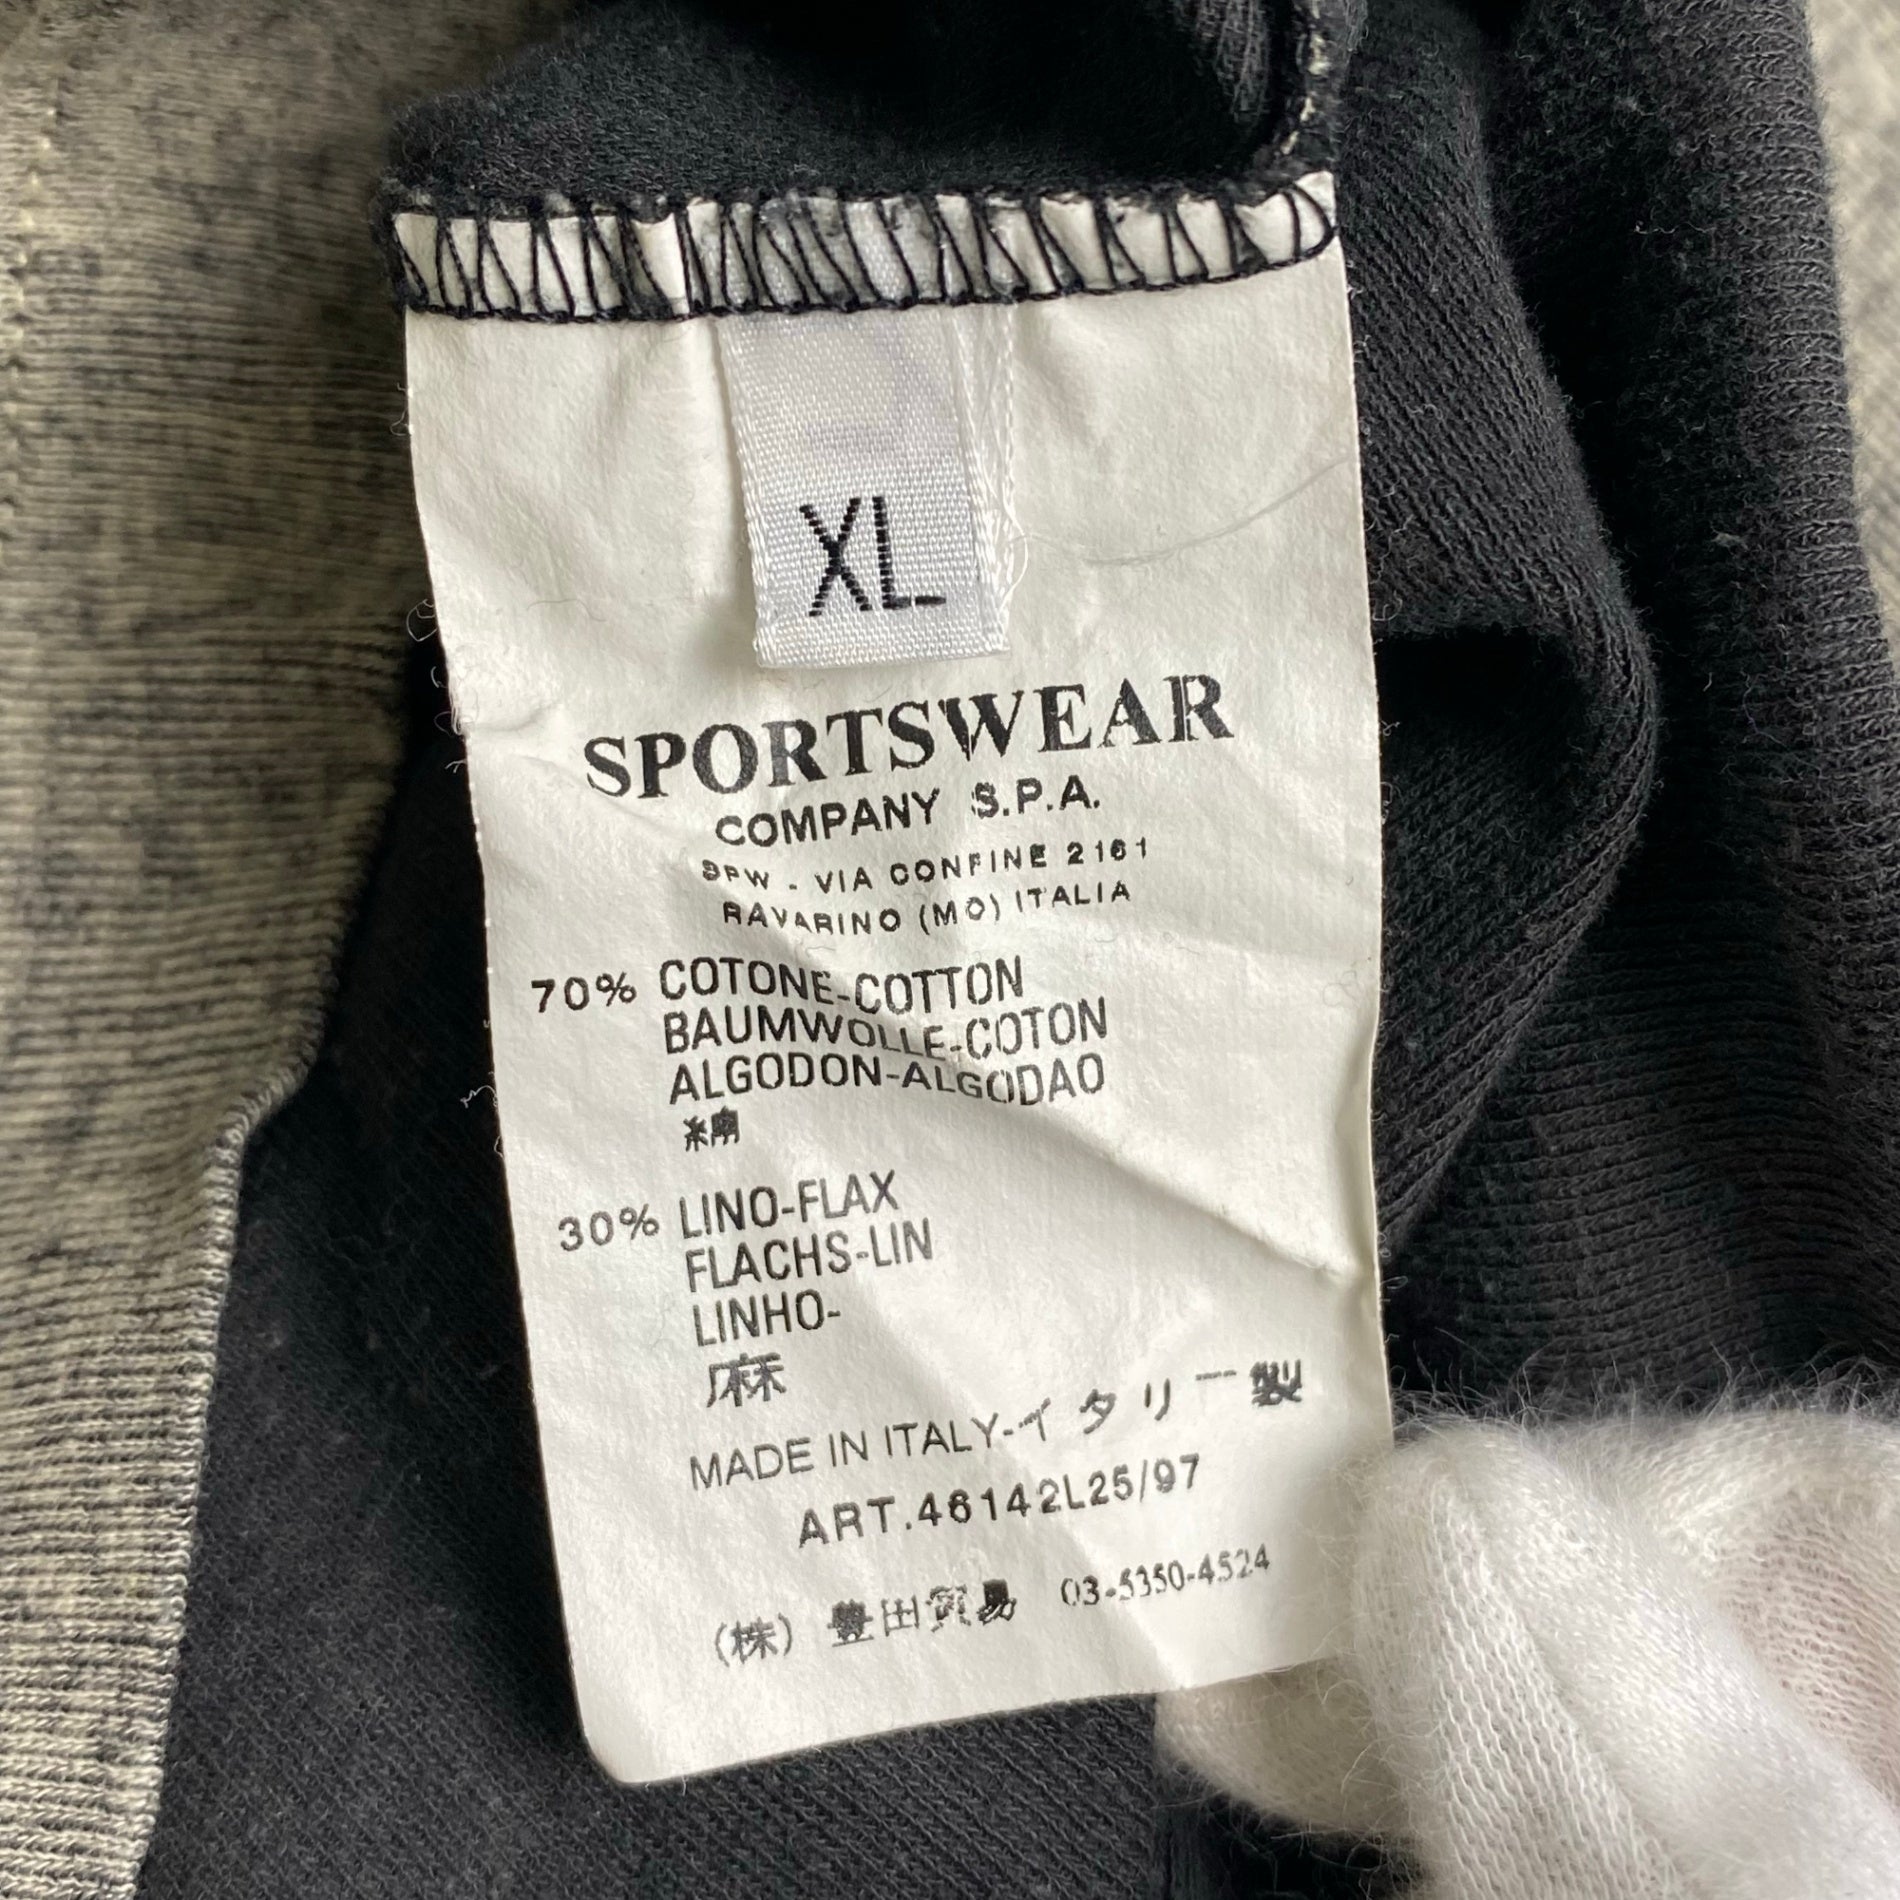 XL
SPORTSWEAR
COMPANY S.P.A.
SPW - VIA CONFINE 2161
RAVARINO (MO) ITALIA
70% COTONE-COTTON
BAUMWOLLE-COTON
ALGODON-ALGODAO
綿
30% LINO-FLAX
FLACHS-LIN
LINHO-
麻
MADE IN ITALY-イタリー製
ART.46142L25/97
(株) 豊田貿易 03-5350-4524